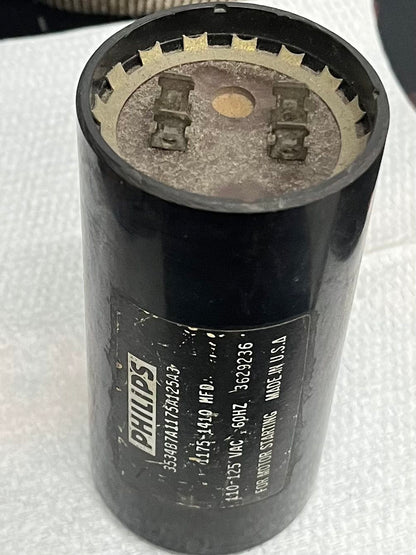 PHILIPS
3534B7A1175A125A3
1175-1410 MFD.
110-125 VAC, 60HZ 3629236
FOR MOTOR STARTING MADE IN U.S.A